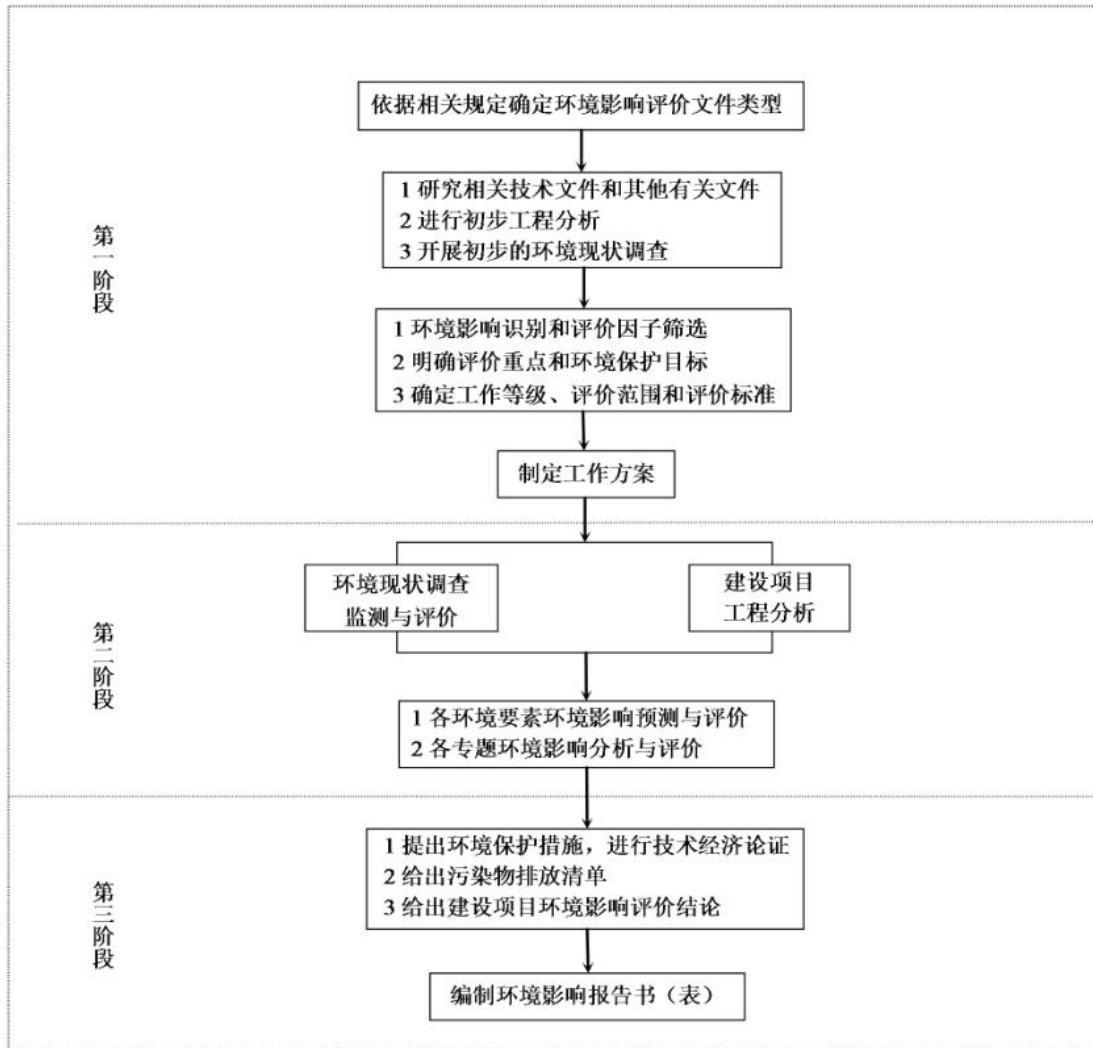 依据相关规定确定环境影响评价文件类型
1 研究相关技术文件和其他有关文件
2 进行初步工程分析
3 开展初步的环境现状调查
第一阶段
1 环境影响识别和评价因子筛选
2 明确评价重点和环境保护目标
3 确定工作等级、评价范围和评价标准
制定工作方案
环境现状调查
监测与评价
建设项目
工程分析
第二阶段
1 各环境要素环境影响预测与评价
2 各专题环境影响分析与评价
1 提出环境保护措施，进行技术经济论证
2 给出污染物排放清单
3 给出建设项目环境影响评价结论
第三阶段
编制环境影响报告书（表）